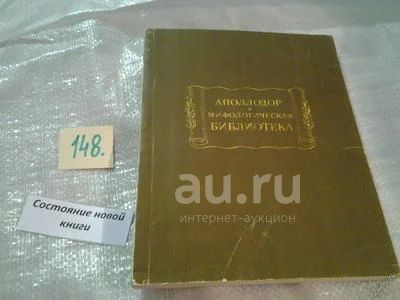 АПОЛЛОДОР
МИФОЛОГИЧЕСКАЯ
БИБЛИОТЕКА
148.
au.ru
интернет-аукцион
Состояние новой
книги